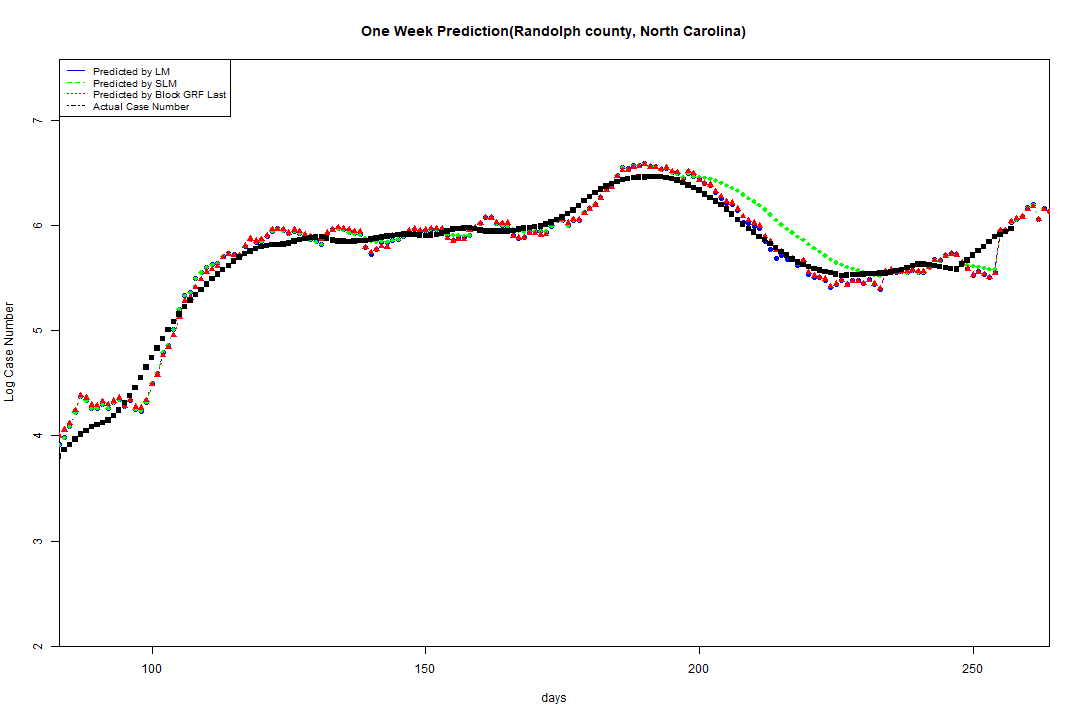 One Week Prediction(Randolph county, North Carolina)
Predicted by LM
Predicted by SLM
Predicted by Block GRF Last
Actual Case Number
7
6
5
4
3
2
Log Case Number
100 150 200 250
days